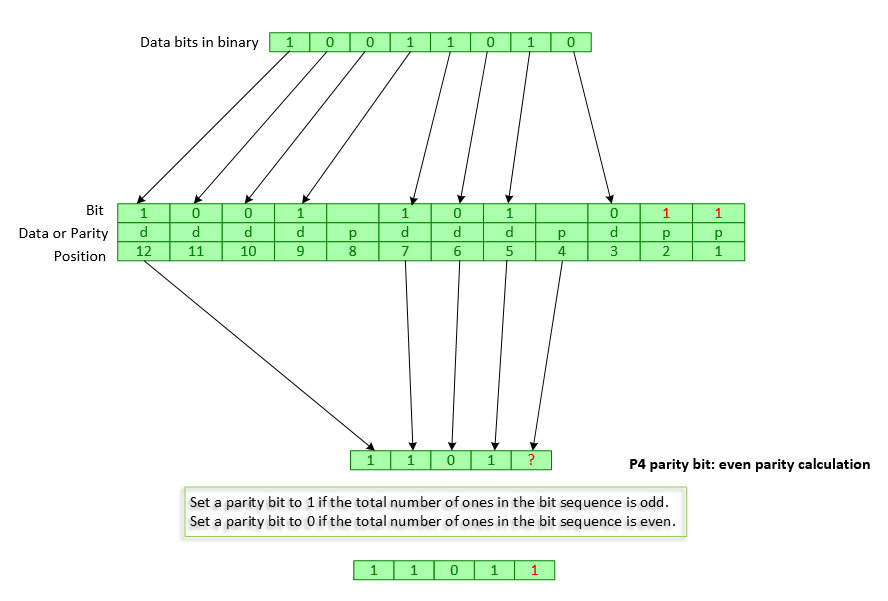 Data bits in binary 1 0 0 1 1 0 1 0
Bit 1 0 0 1 1 0 1 0 1 1
Data or Parity d d d d p d d d p d p p
Position 12 11 10 9 8 7 6 5 4 3 2 1
1 1 0 1 ?
P4 parity bit: even parity calculation
Set a parity bit to 1 if the total number of ones in the bit sequence is odd.
Set a parity bit to 0 if the total number of ones in the bit sequence is even.
1 1 0 1 1